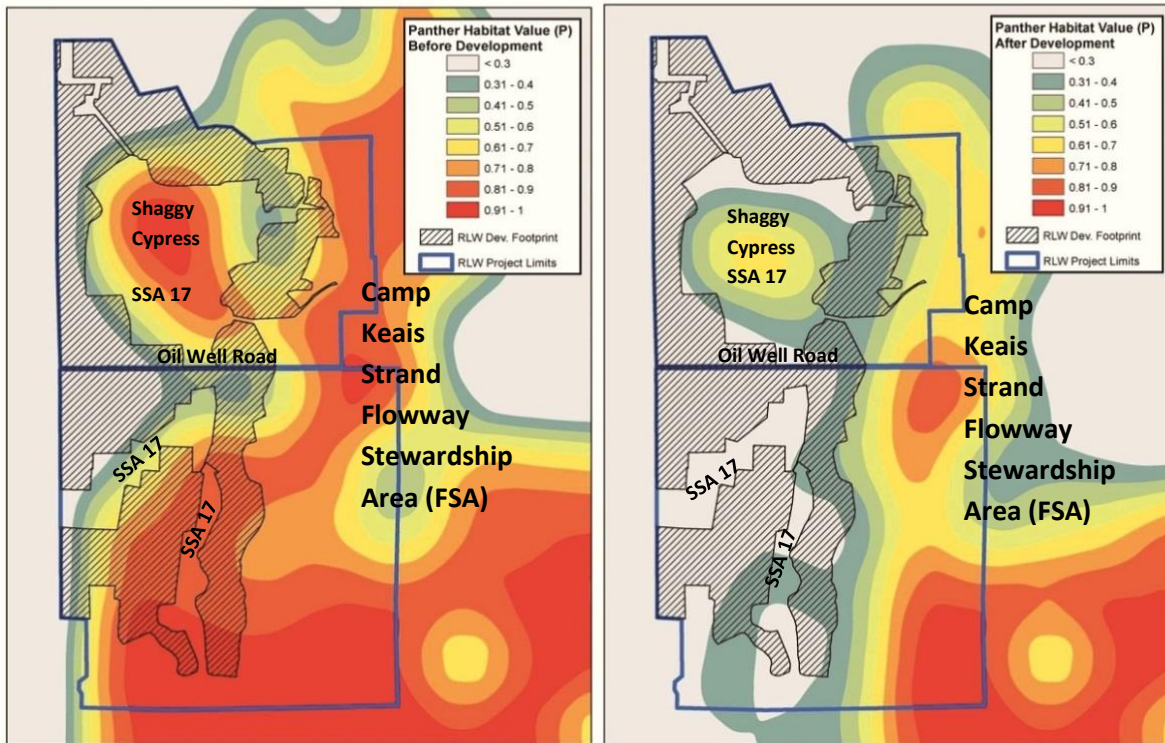 Panther Habitat Value (P)
Before Development
< 0.3
0.31 - 0.4
0.41 - 0.5
0.51 - 0.6
0.61 - 0.7
0.71 - 0.8
0.81 - 0.9
0.91 - 1
RLW Dev. Footprint
RLW Project Limits
Shaggy
Cypress
SSA 17
Oil Well Road
SSA 17
SSA 17
Camp
Keais
Strand
Flowway
Stewardship
Area (FSA)
Panther Habitat Value (P)
After Development
< 0.3
0.31 - 0.4
0.41 - 0.5
0.51 - 0.6
0.61 - 0.7
0.71 - 0.8
0.81 - 0.9
0.91 - 1
RLW Dev. Footprint
RLW Project Limits
Shaggy
Cypress
SSA 17
Oil Well Road
SSA 17
SSA 17
Camp
Keais
Strand
Flowway
Stewardship
Area (FSA)